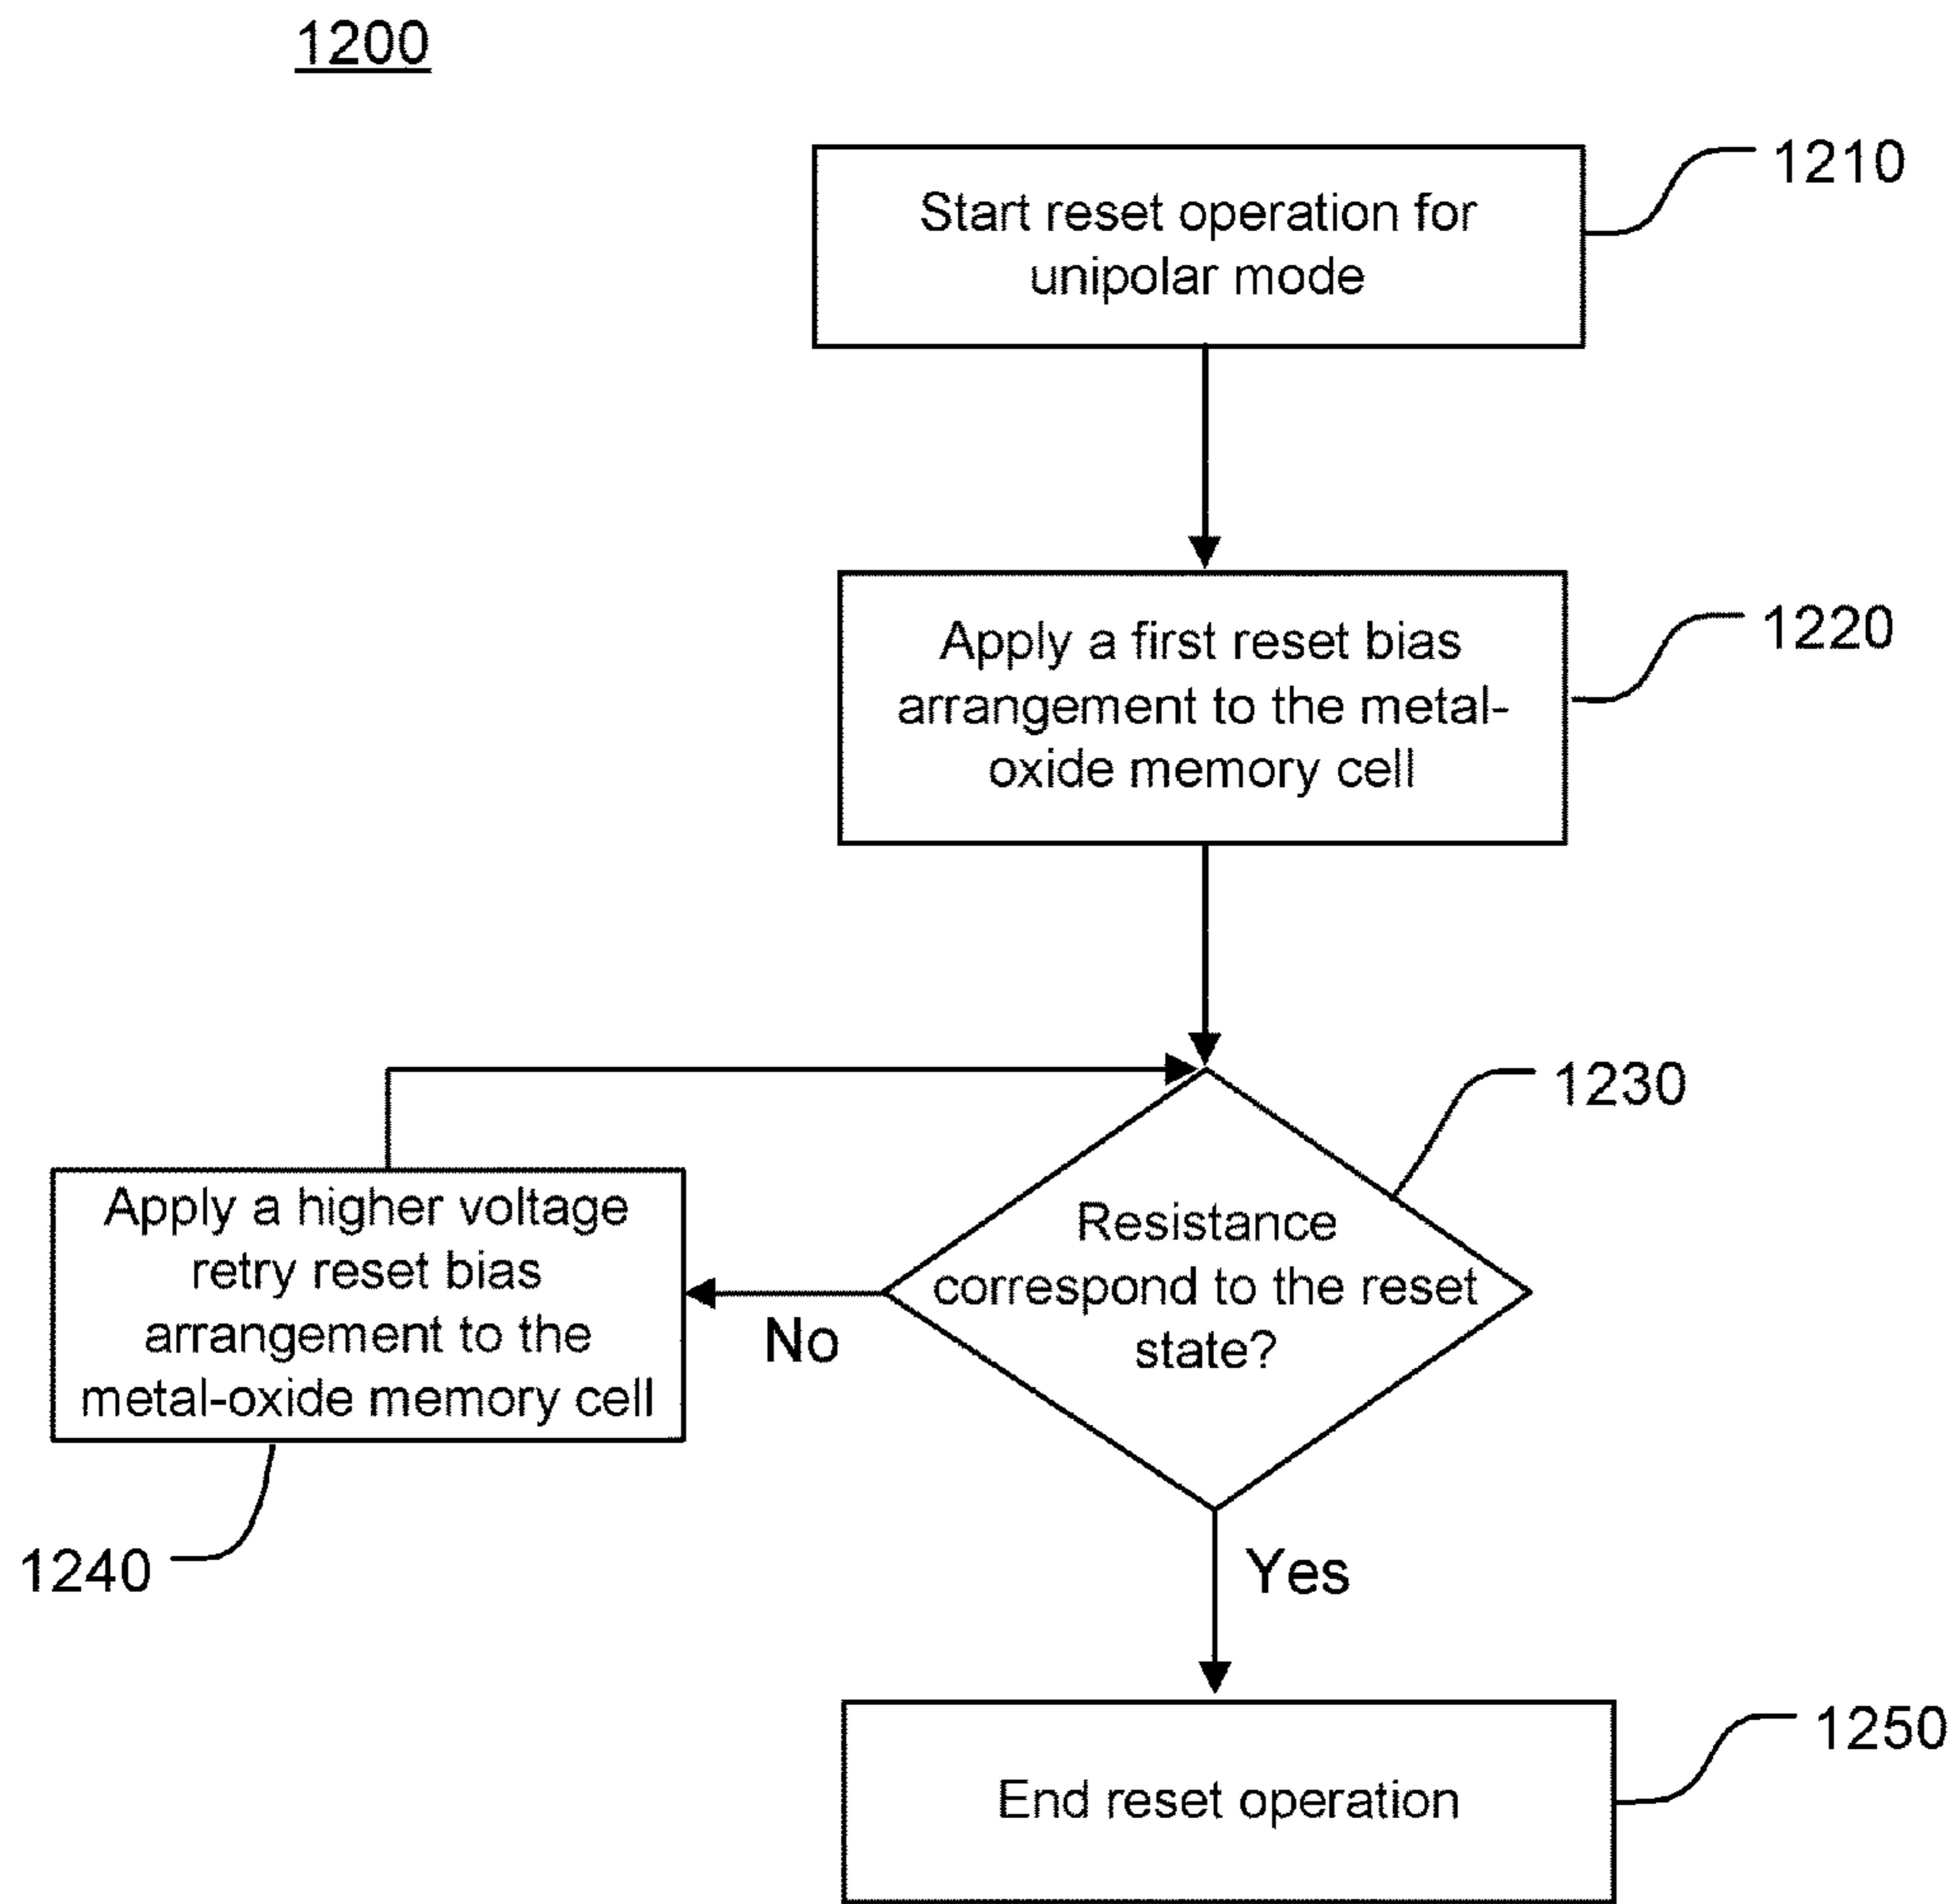 1200
Start reset operation for
unipolar mode
1210
Apply a first reset bias
arrangement to the metal-
oxide memory cell
1220
Resistance
correspond to the reset
state?
1230
No
Apply a higher voltage
retry reset bias
arrangement to the
metal-oxide memory cell
1240
Yes
End reset operation
1250